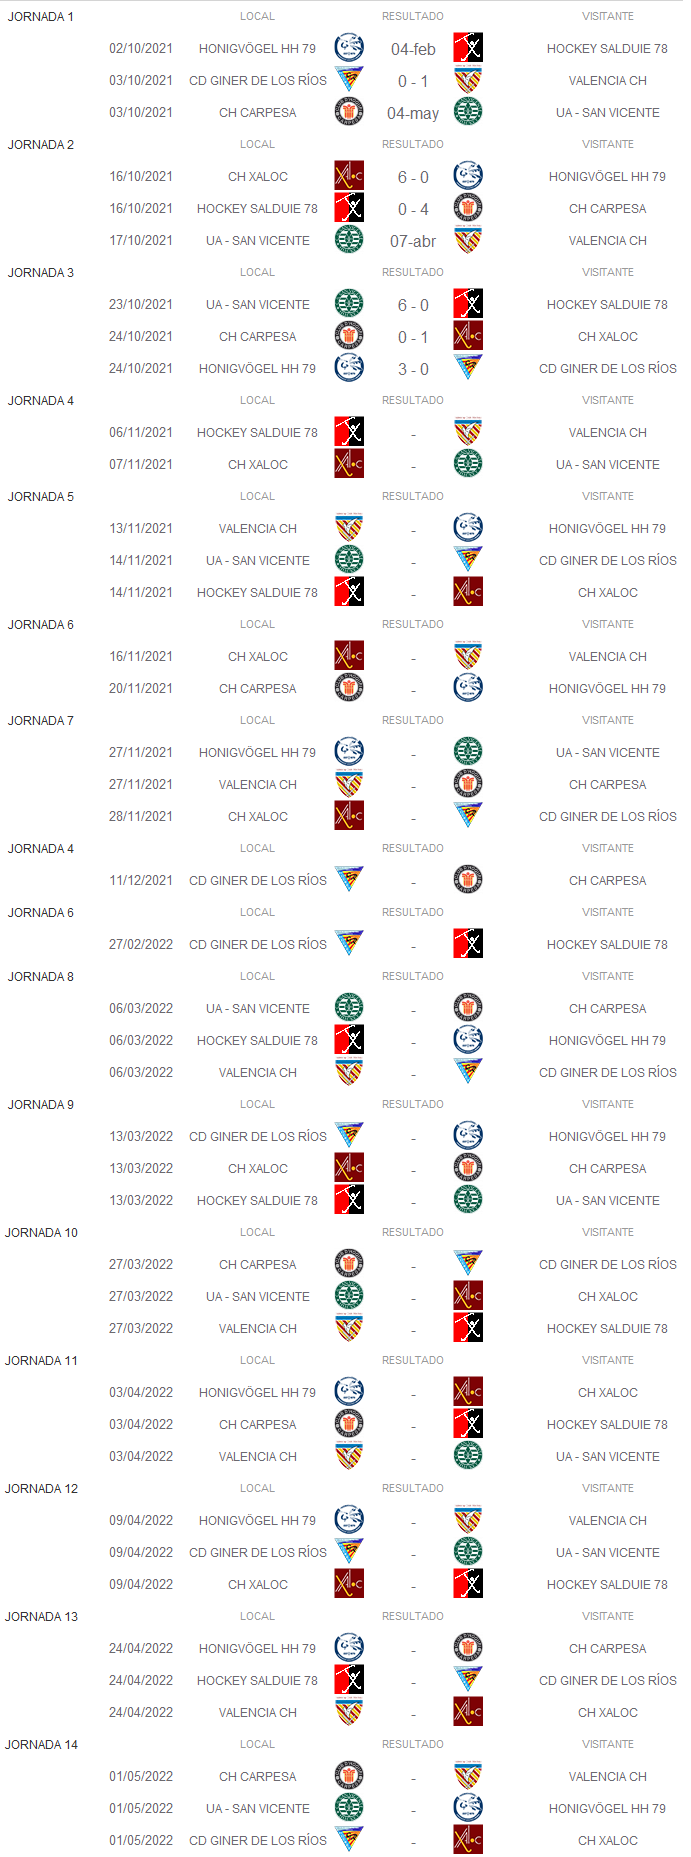 JORNADA 1 LOCAL RESULTADO VISITANTE
02/10/2021 HONIGVÖGEL HH 79 04-feb HOCKEY SALDUIE 78
03/10/2021 CD GINER DE LOS RÍOS 0 - 1 VALENCIA CH
03/10/2021 CH CARPESA 04-may UA - SAN VICENTE
JORNADA 2 LOCAL RESULTADO VISITANTE
16/10/2021 CH XALOC 6 - 0 HONIGVÖGEL HH 79
16/10/2021 HOCKEY SALDUIE 78 0 - 4 CH CARPESA
17/10/2021 UA - SAN VICENTE 07-abr VALENCIA CH
JORNADA 3 LOCAL RESULTADO VISITANTE
23/10/2021 UA - SAN VICENTE 6 - 0 HOCKEY SALDUIE 78
24/10/2021 CH CARPESA 0 - 1 CH XALOC
24/10/2021 HONIGVÖGEL HH 79 3 - 0 CD GINER DE LOS RÍOS
JORNADA 4 LOCAL RESULTADO VISITANTE
06/11/2021 HOCKEY SALDUIE 78 - VALENCIA CH
07/11/2021 CH XALOC - UA - SAN VICENTE
JORNADA 5 LOCAL RESULTADO VISITANTE
13/11/2021 VALENCIA CH - HONIGVÖGEL HH 79
14/11/2021 UA - SAN VICENTE - CD GINER DE LOS RÍOS
14/11/2021 HOCKEY SALDUIE 78 - CH XALOC
JORNADA 6 LOCAL RESULTADO VISITANTE
16/11/2021 CH XALOC - VALENCIA CH
20/11/2021 CH CARPESA - HONIGVÖGEL HH 79
JORNADA 7 LOCAL RESULTADO VISITANTE
27/11/2021 HONIGVÖGEL HH 79 - UA - SAN VICENTE
27/11/2021 VALENCIA CH - CH CARPESA
28/11/2021 CH XALOC - CD GINER DE LOS RÍOS
JORNADA 4 LOCAL RESULTADO VISITANTE
11/12/2021 CD GINER DE LOS RÍOS - CH CARPESA
JORNADA 6 LOCAL RESULTADO VISITANTE
27/02/2022 CD GINER DE LOS RÍOS - HOCKEY SALDUIE 78
JORNADA 8 LOCAL RESULTADO VISITANTE
06/03/2022 UA - SAN VICENTE - CH CARPESA
06/03/2022 HOCKEY SALDUIE 78 - HONIGVÖGEL HH 79
06/03/2022 VALENCIA CH - CD GINER DE LOS RÍOS
JORNADA 9 LOCAL RESULTADO VISITANTE
13/03/2022 CD GINER DE LOS RÍOS - HONIGVÖGEL HH 79
13/03/2022 CH XALOC - CH CARPESA
13/03/2022 HOCKEY SALDUIE 78 - UA - SAN VICENTE
JORNADA 10 LOCAL RESULTADO VISITANTE
27/03/2022 CH CARPESA - CD GINER DE LOS RÍOS
27/03/2022 UA - SAN VICENTE - CH XALOC
27/03/2022 VALENCIA CH - HOCKEY SALDUIE 78
JORNADA 11 LOCAL RESULTADO VISITANTE
03/04/2022 HONIGVÖGEL HH 79 - CH XALOC
03/04/2022 CH CARPESA - HOCKEY SALDUIE 78
03/04/2022 VALENCIA CH - UA - SAN VICENTE
JORNADA 12 LOCAL RESULTADO VISITANTE
09/04/2022 HONIGVÖGEL HH 79 - VALENCIA CH
09/04/2022 CD GINER DE LOS RÍOS - UA - SAN VICENTE
09/04/2022 CH XALOC - HOCKEY SALDUIE 78
JORNADA 13 LOCAL RESULTADO VISITANTE
24/04/2022 HONIGVÖGEL HH 79 - CH CARPESA
24/04/2022 HOCKEY SALDUIE 78 - CD GINER DE LOS RÍOS
24/04/2022 VALENCIA CH - CH XALOC
JORNADA 14 LOCAL RESULTADO VISITANTE
01/05/2022 CH CARPESA - VALENCIA CH
01/05/2022 UA - SAN VICENTE - HONIGVÖGEL HH 79
01/05/2022 CD GINER DE LOS RÍOS - CH XALOC